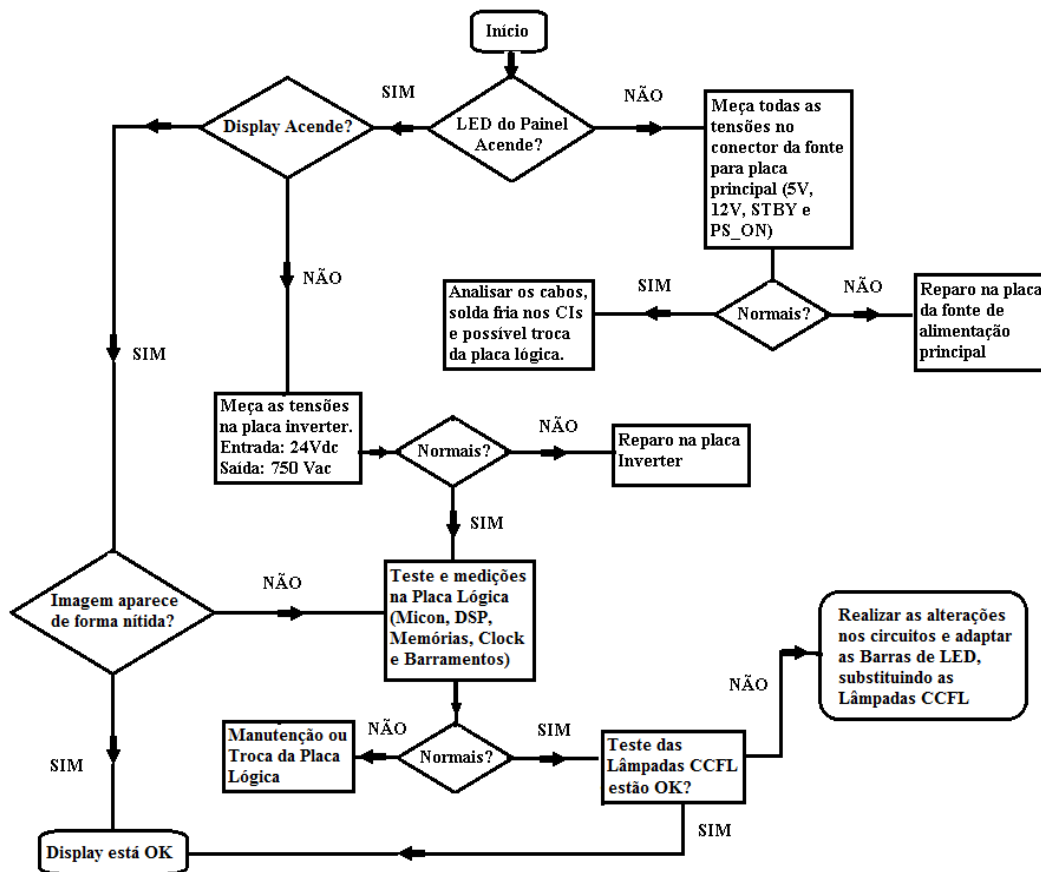 Início
SIM
NÃO
Display Acende?
LED do Painel
Acende?
Meça todas as
tensões no
conector da fonte
para placa
principal (5V,
12V, STBY e
PS_ON)
NÃO
SIM
NÃO
Analisar os cabos,
solda fria nos CIs
e possível troca
da placa lógica.
Normais?
Reparo na placa
da fonte de
alimentação
principal
SIM
Meça as tensões
na placa inverter.
Entrada: 24Vdc
Saída: 750 Vac
Normais?
NÃO
Reparo na placa
Inverter
SIM
Imagem aparece
de forma nítida?
NÃO
Teste e medições
na Placa Lógica
(Micon, DSP,
Memórias, Clock
e Barramentos)
Realizar as alterações
nos circuitos e adaptar
as Barras de LED,
substituindo as
Lâmpadas CCFL
NÃO
SIM
Manutenção ou
Troca da Placa
Lógica
NÃO
Normais?
SIM
Teste das
Lâmpadas CCFL
estão OK?
SIM
Display está OK